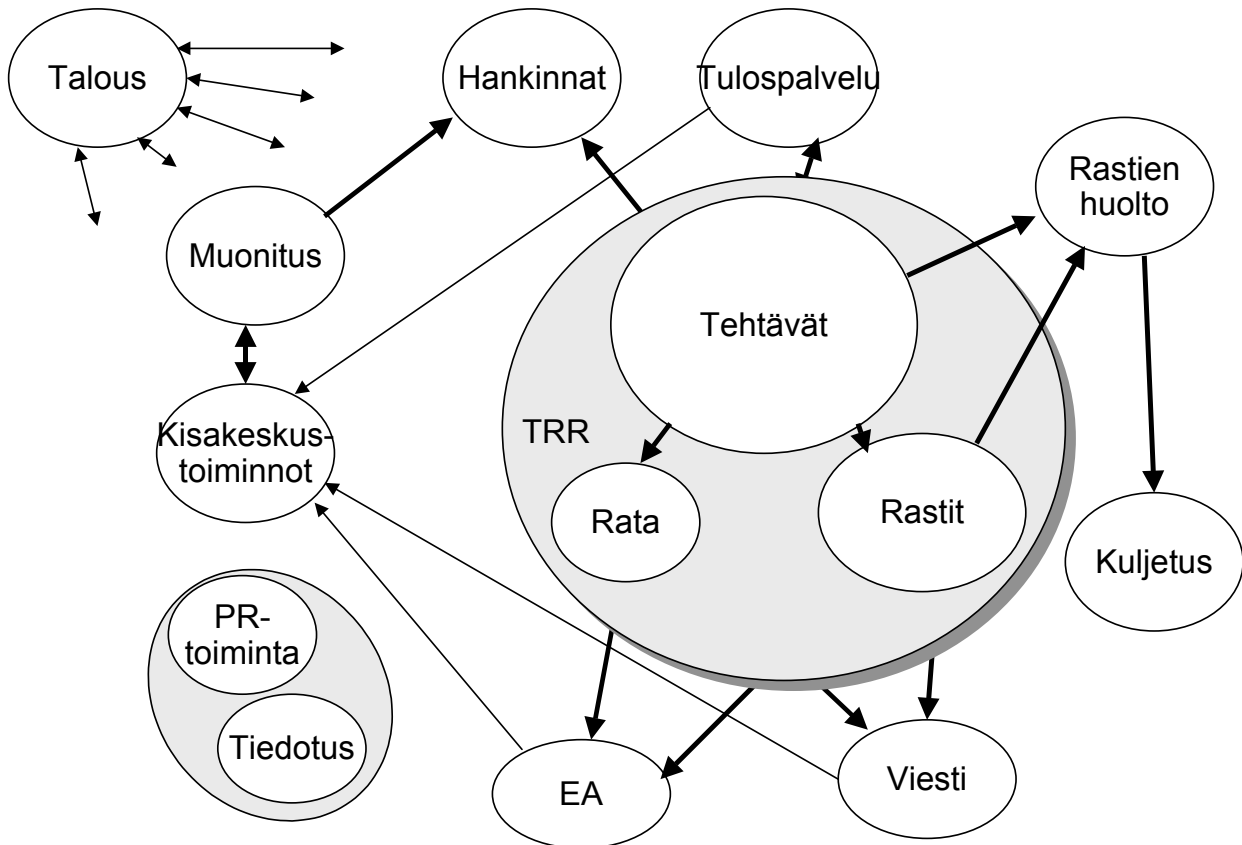 Talous
Hankinnat
Tulospalvelu
Rastien
huolto
Muonitus
Tehtävät
TRR
Kisakeskus-
toiminnot
Rata
Rastit
Kuljetus
PR-
toiminta
Tiedotus
EA
Viesti